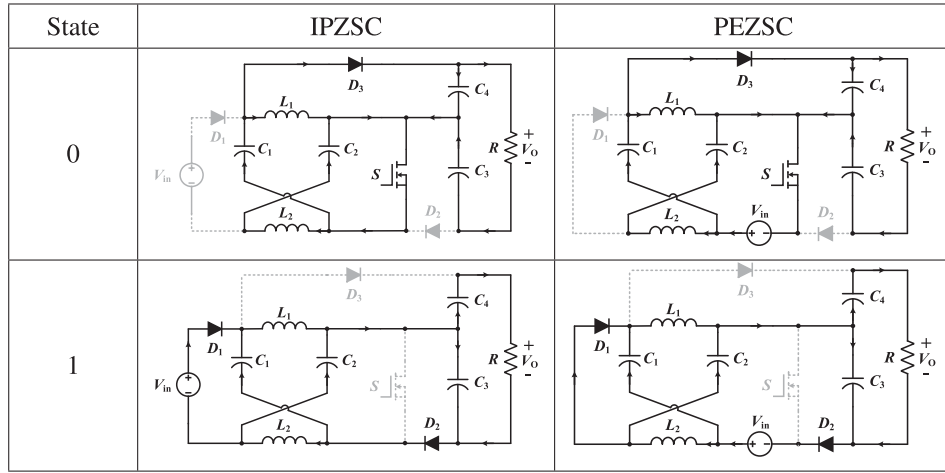 State IPZSC PEZSC
0
D3 C4
L1
D1
C1 C2 R + VO -
Vin S C3
L2 D2
D3 C4
L1
D1
C1 C2 R + VO -
S C3
L2 Vin D2
1
D3 C4
L1
D1
C1 C2 R + VO -
Vin S C3
L2 D2
D3 C4
L1
D1
C1 C2 R + VO -
S C3
L2 Vin D2